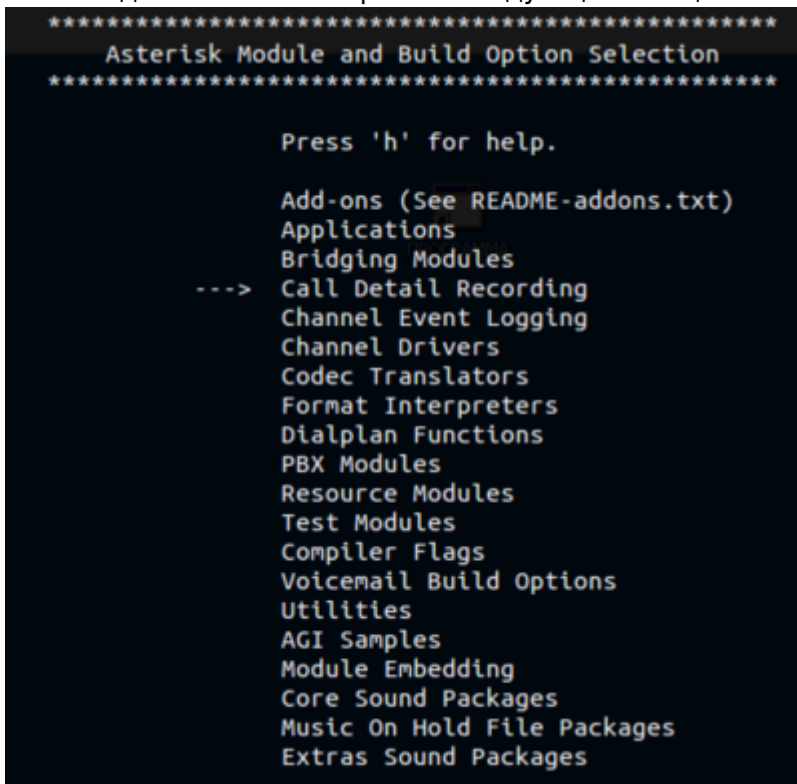 ****************************************************
Asterisk Module and Build Option Selection
****************************************************
Press 'h' for help.
Add-ons (See README-addons.txt)
Applications
Bridging Modules
---> Call Detail Recording
Channel Event Logging
Channel Drivers
Codec Translators
Format Interpreters
Dialplan Functions
PBX Modules
Resource Modules
Test Modules
Compiler Flags
Voicemail Build Options
Utilities
AGI Samples
Module Embedding
Core Sound Packages
Music On Hold File Packages
Extras Sound Packages